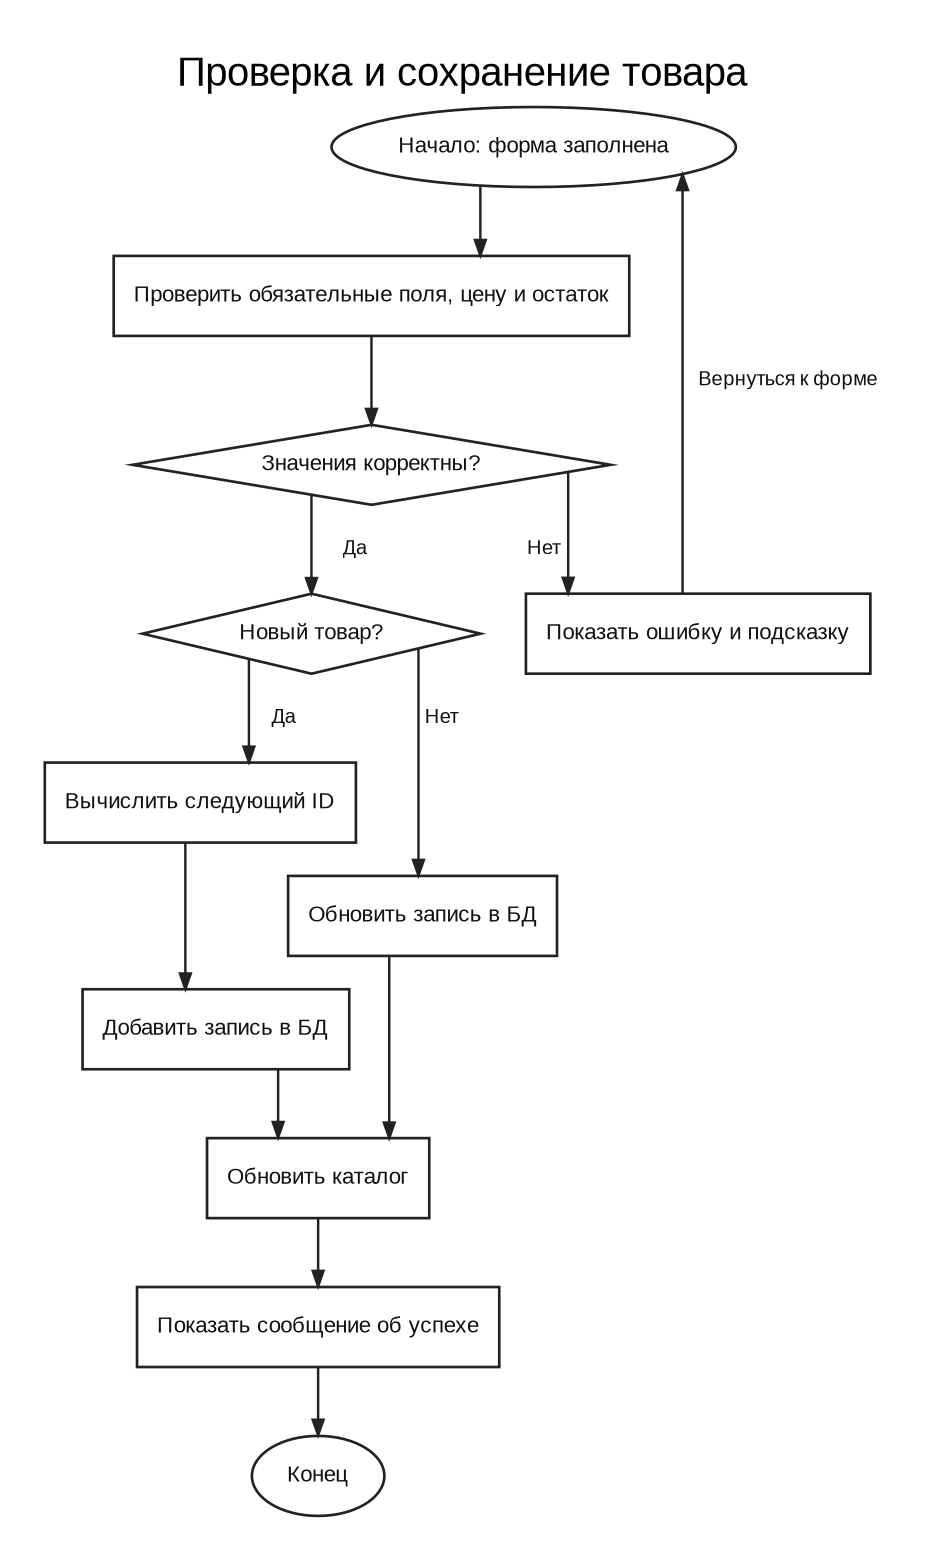 Проверка и сохранение товара
Начало: форма заполнена
Проверить обязательные поля, цену и остаток
Вернуться к форме
Значения корректны?
Да
Нет
Новый товар?
Показать ошибку и подсказку
Да
Нет
Вычислить следующий ID
Обновить запись в БД
Добавить запись в БД
Обновить каталог
Показать сообщение об успехе
Конец